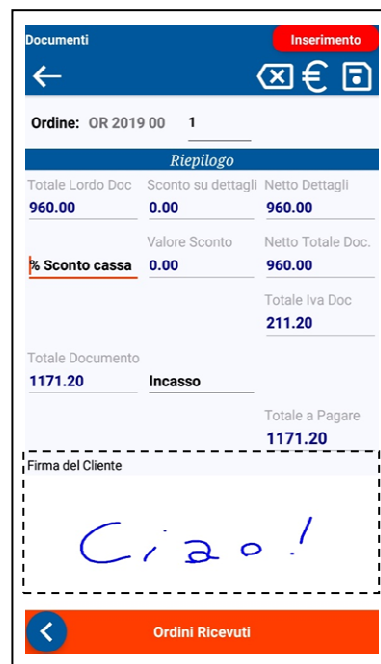 Documenti Inserimento
Ordine: OR 2019 00 1
Riepilogo
Totale Lordo Doc Sconto su dettagli Netto Dettagli
960.00 0.00 960.00
Valore Sconto Netto Totale Doc.
% Sconto cassa 0.00 960.00
Totale Iva Doc
211.20
Totale Documento
1171.20 Incasso
Totale a Pagare
1171.20
Firma del Cliente
Ciao!
Ordini Ricevuti